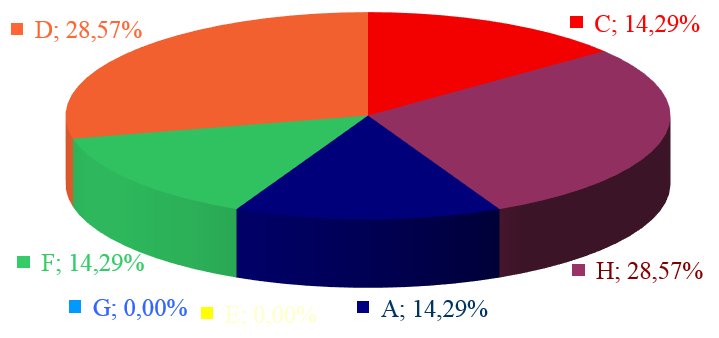 D; 28,57%
C; 14,29%
F; 14,29%
H; 28,57%
G; 0,00%
E; 0,00%
A; 14,29%